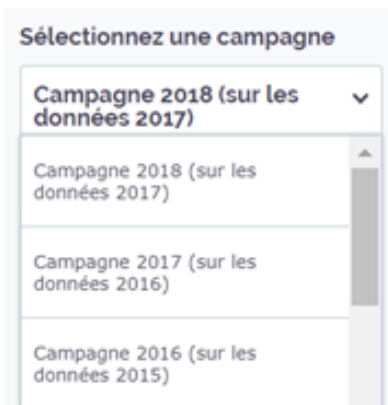 Sélectionnez une campagne
Campagne 2018 (sur les
données 2017)
Campagne 2018 (sur les
données 2017)
Campagne 2017 (sur les
données 2016)
Campagne 2016 (sur les
données 2015)